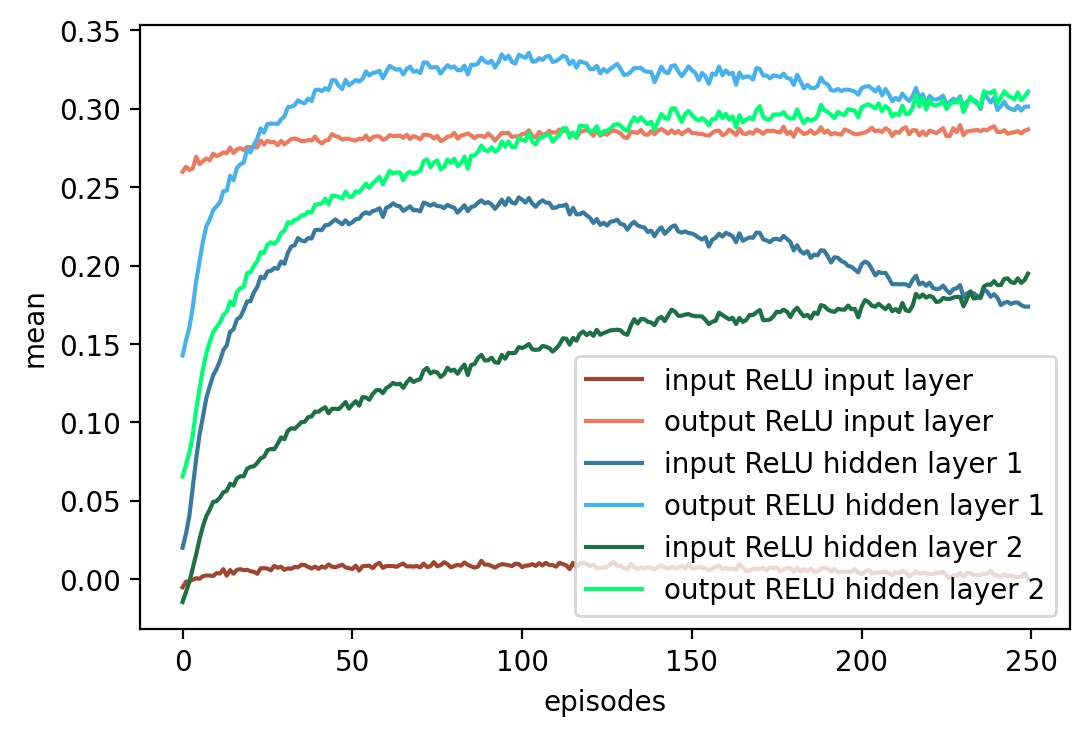 0.35
0.30
0.25
0.20
0.15
0.10
0.05
0.00
mean
input ReLU input layer
output ReLU input layer
input ReLU hidden layer 1
output RELU hidden layer 1
input ReLU hidden layer 2
output RELU hidden layer 2
0 50 100 150 200 250
episodes